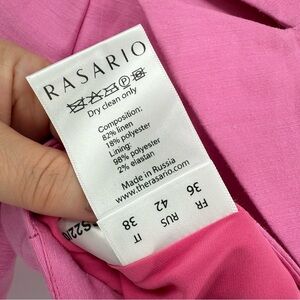 RASARIO
Dry clean only
Composition:
82% linen
18% polyester
Lining:
98% polyester
2% elastan
Made in Russia
www.therasario.com
IT RUS FR
38 42 36